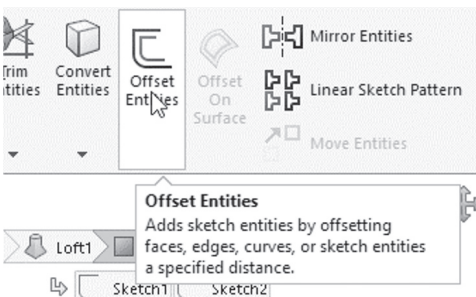 Trim
Entities
Convert
Entities
Offset
Entities
Offset
On
Surface
Mirror Entities
Linear Sketch Pattern
Move Entities
Offset Entities
Adds sketch entities by offsetting
faces, edges, curves, or sketch entities
a specified distance.
Loft1
Sketch1
Sketch2